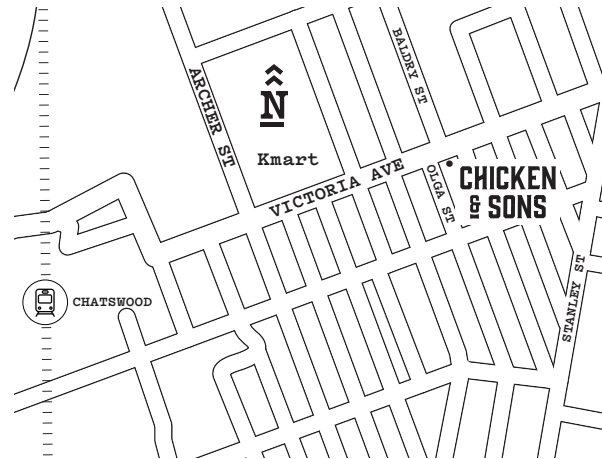 BALDRY ST
ARCHER ST
N
Kmart
VICTORIA AVE
OLGA ST
CHICKEN
& SONS
STANLEY ST
CHATSWOOD